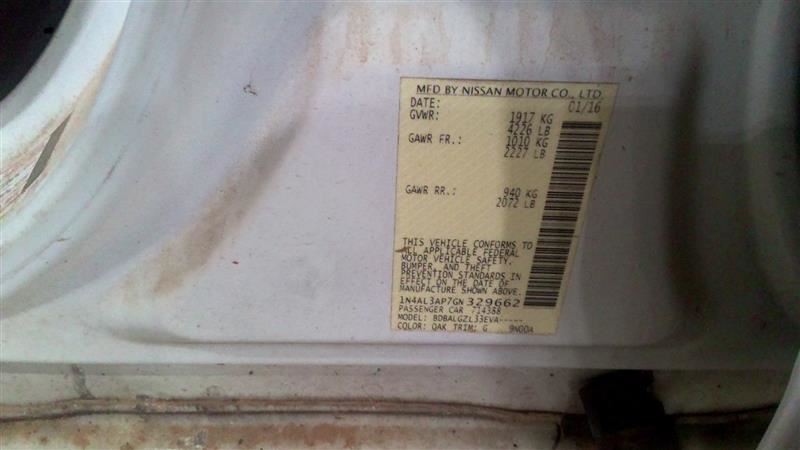 MFD BY NISSAN MOTOR CO., LTD.
DATE: 01/16
GVWR: 1917 KG
4226 LB
GAWR FR.: 1010 KG
2227 LB
GAWR RR.: 940 KG
2072 LB
THIS VEHICLE CONFORMS TO
ALL APPLICABLE FEDERAL
MOTOR VEHICLE SAFETY,
BUMPER, AND THEFT
PREVENTION STANDARDS IN
EFFECT ON THE DATE OF
MANUFACTURE SHOWN ABOVE.
1N4AL3AP7GN329662
PASSENGER CAR 714388
MODEL: BDBALGZL33EVA-----
COLOR: QAK TRIM: G 9N00A